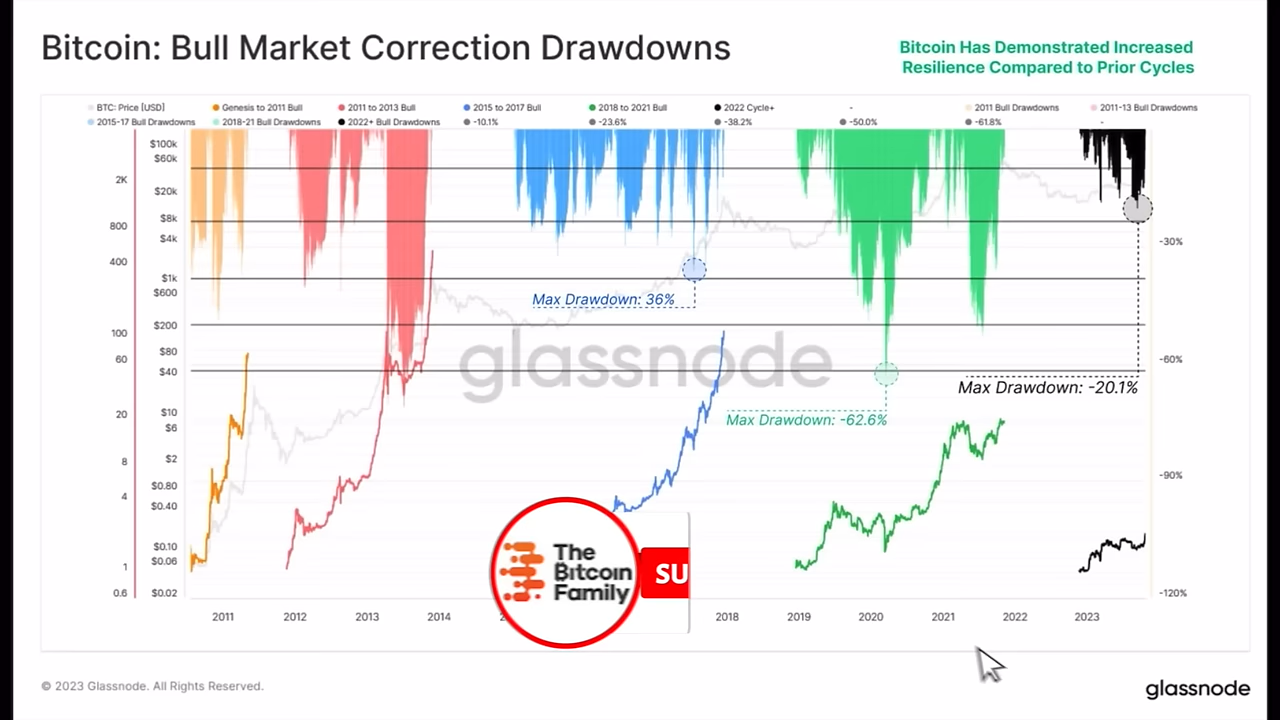 Bitcoin: Bull Market Correction Drawdowns
Bitcoin Has Demonstrated Increased
Resilience Compared to Prior Cycles
BTC: Price [USD] Genesis to 2011 Bull 2011 to 2013 Bull 2015 to 2017 Bull 2018 to 2021 Bull 2022 Cycle+ - 2011 Bull Drawdowns 2011-13 Bull Drawdowns
2015-17 Bull Drawdowns 2018-21 Bull Drawdowns 2022+ Bull Drawdowns -10.1% -23.6% -38.2% -50.0% -61.8% -
2K
800
400
100
60
20
8
4
1
0.6
$100k
$60k
$20k
$8k
$4k
$1k
$600
$200
$80
$40
$10
$6
$2
$0.80
$0.40
$0.10
$0.06
$0.02
-30%
-60%
-90%
-120%
Max Drawdown: 36%
glassnode
Max Drawdown: -20.1%
Max Drawdown: -62.6%
The
Bitcoin
Family
SU
2011 2012 2013 2014 2018 2019 2020 2021 2022 2023
© 2023 Glassnode. All Rights Reserved.
glassnode